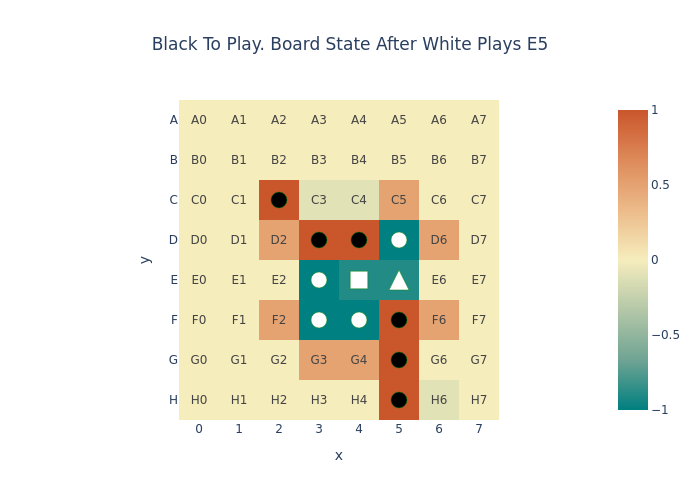 Black To Play. Board State After White Plays E5
A A0 A1 A2 A3 A4 A5 A6 A7
B B0 B1 B2 B3 B4 B5 B6 B7
C C0 C1 C3 C4 C5 C6 C7
D D0 D1 D2 D6 D7
E E0 E1 E2 E6 E7
F F0 F1 F2 F6 F7
G G0 G1 G2 G3 G4 G6 G7
H H0 H1 H2 H3 H4 H6 H7
0 1 2 3 4 5 6 7
x
y
1
0.5
0
−0.5
−1